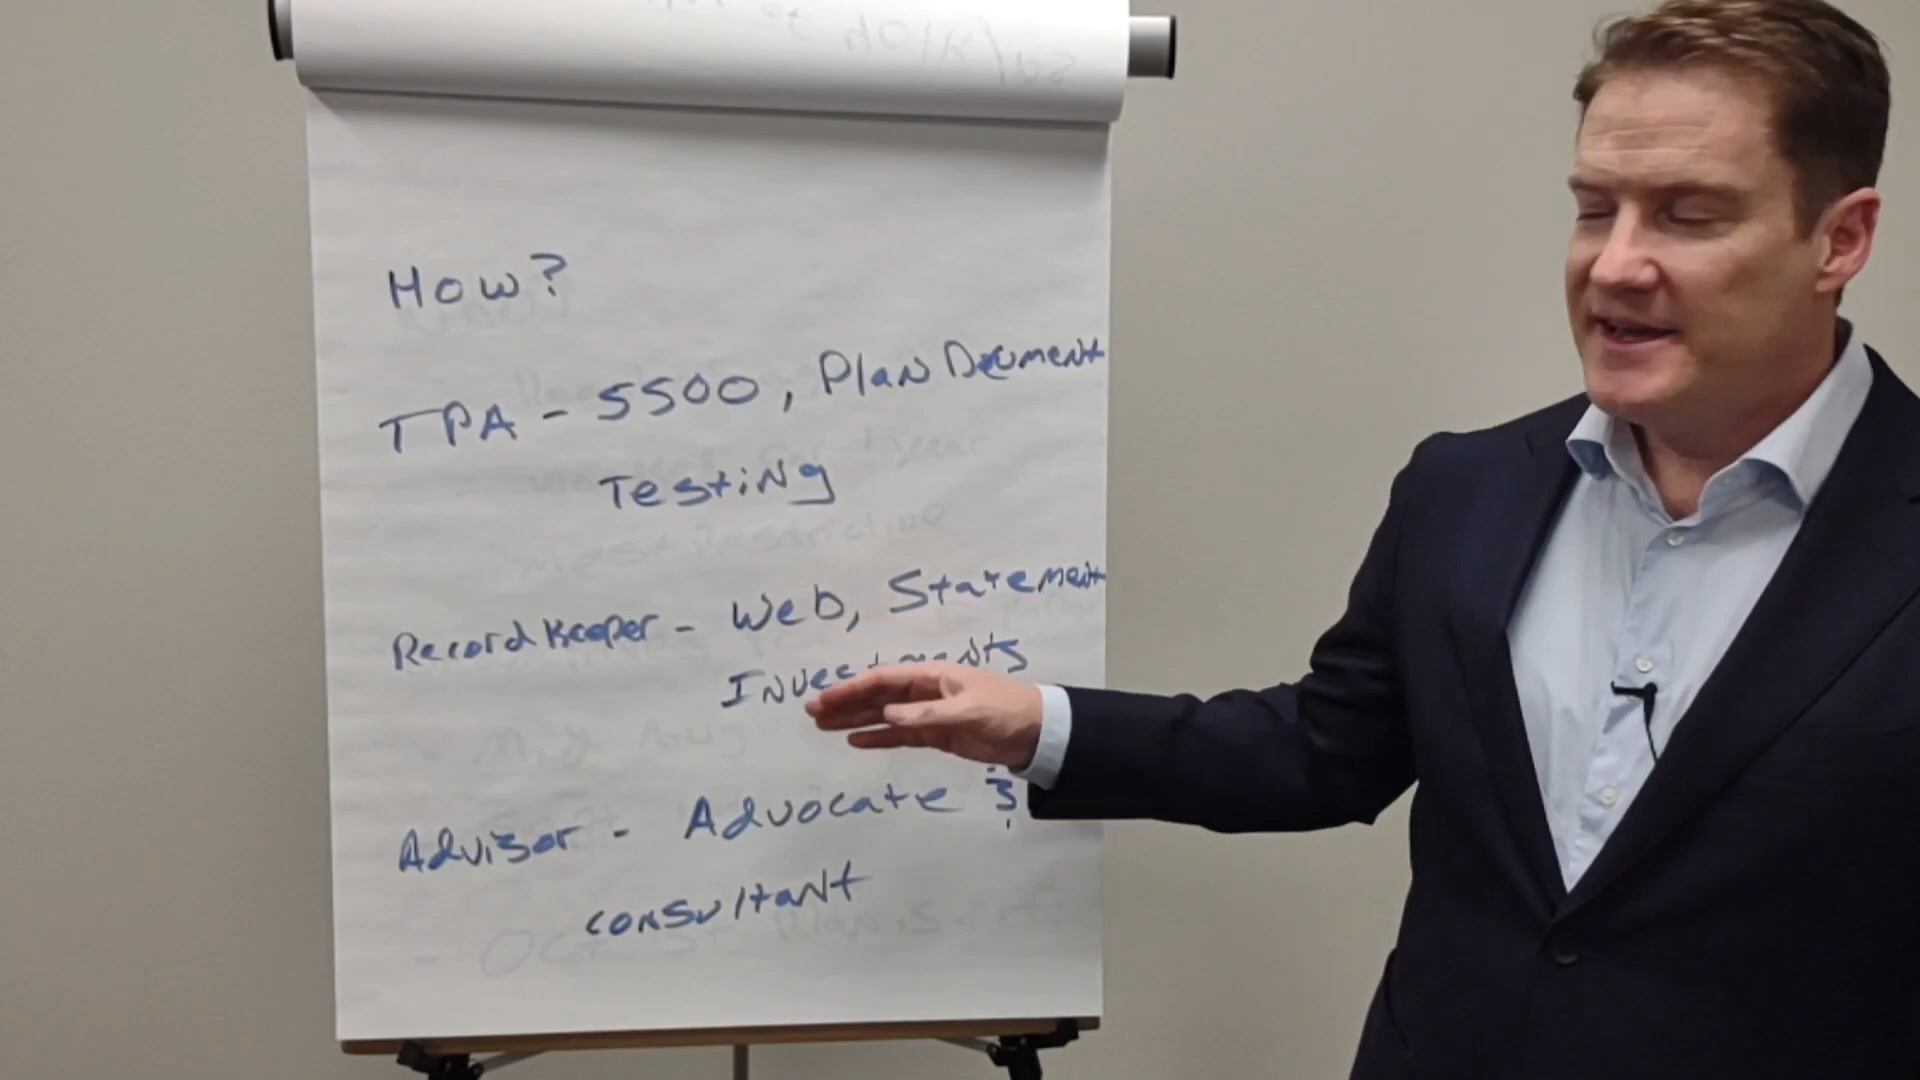 How?
TPA - 5500, Plan Document
Testing
Record Keeper - Web, Statement
Investments
Advisor - Advocate &
consultant